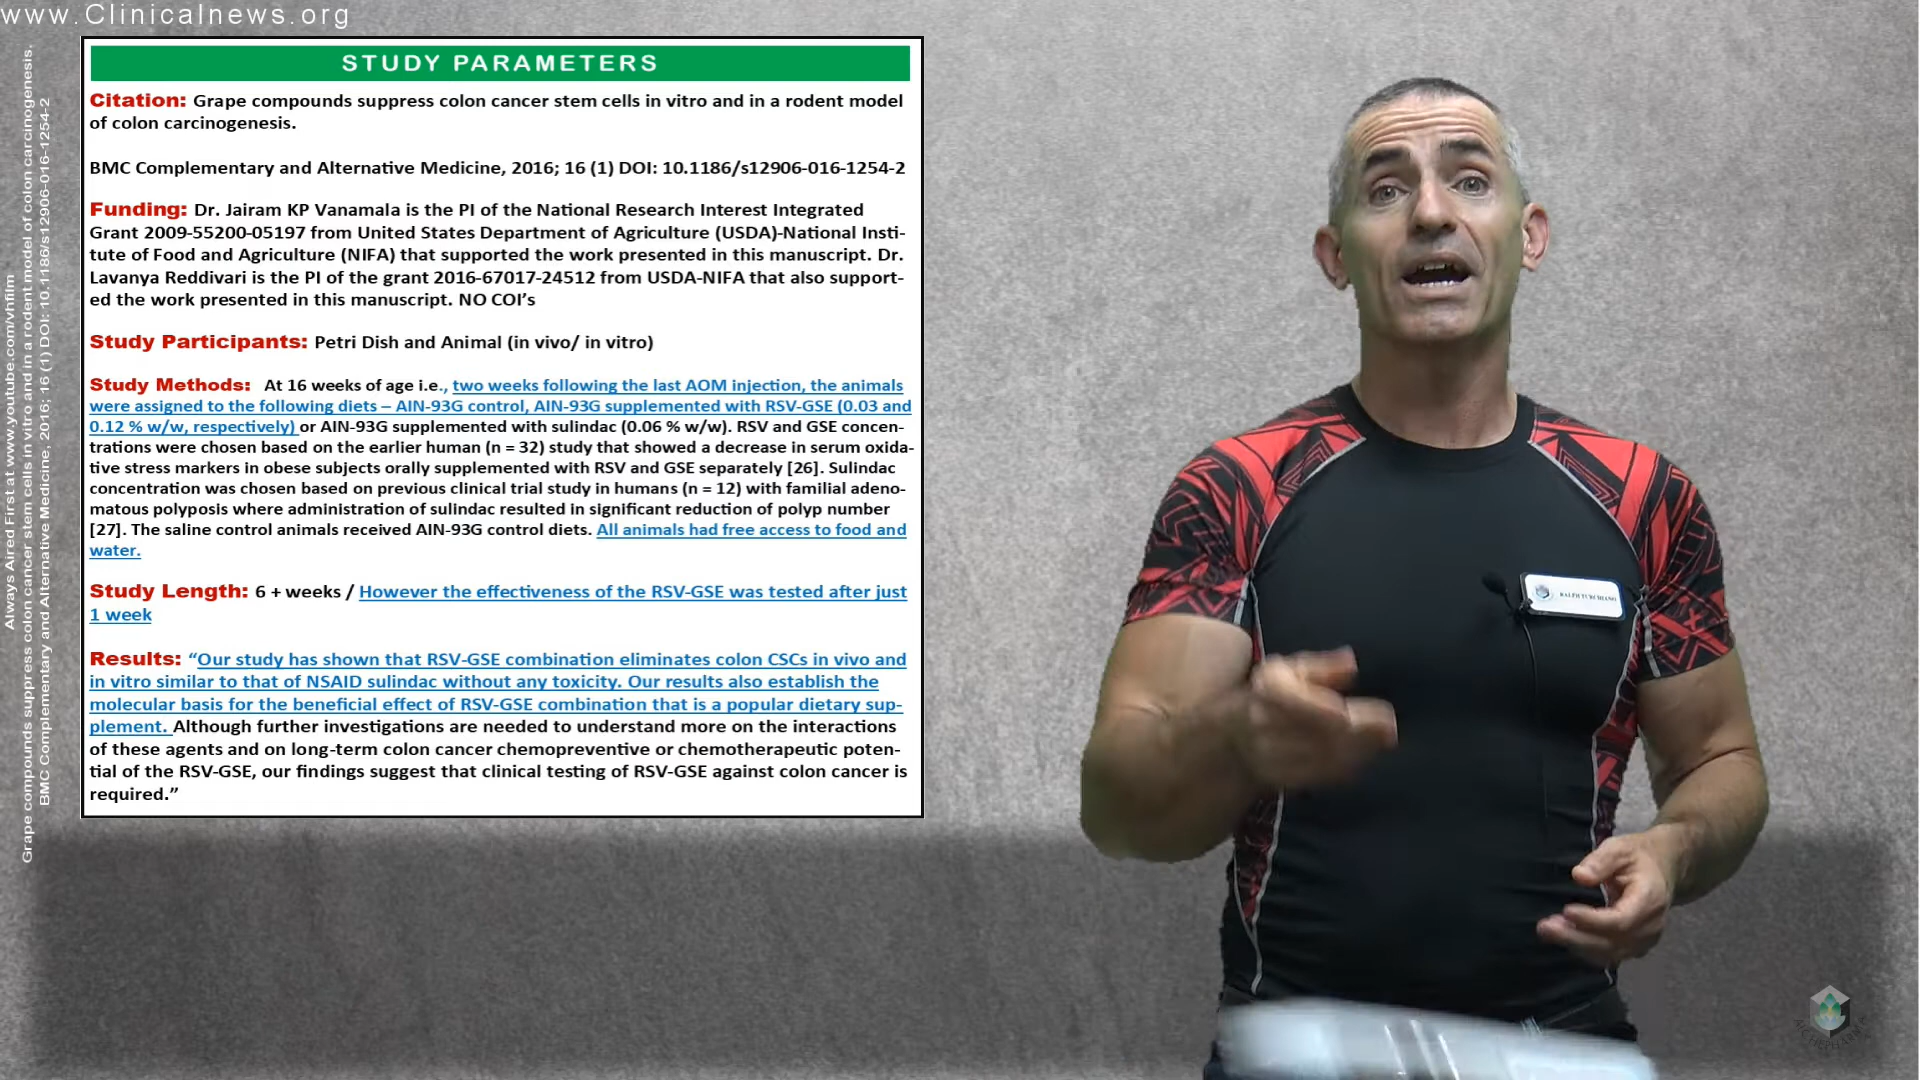 www.Clinicalnews.org
Always Aired First at www.youtube.com/vhfilm
Grape compounds suppress colon cancer stem cells in vitro and in a rodent model of colon carcinogenesis.
BMC Complementary and Alternative Medicine, 2016; 16 (1) DOI: 10.1186/s12906-016-1254-2
STUDY PARAMETERS
Citation: Grape compounds suppress colon cancer stem cells in vitro and in a rodent model
of colon carcinogenesis.
BMC Complementary and Alternative Medicine, 2016; 16 (1) DOI: 10.1186/s12906-016-1254-2
Funding: Dr. Jairam KP Vanamala is the PI of the National Research Interest Integrated
Grant 2009-55200-05197 from United States Department of Agriculture (USDA)-National Insti-
tute of Food and Agriculture (NIFA) that supported the work presented in this manuscript. Dr.
Lavanya Reddivari is the PI of the grant 2016-67017-24512 from USDA-NIFA that also support-
ed the work presented in this manuscript. NO COI’s
Study Participants: Petri Dish and Animal (in vivo/ in vitro)
Study Methods: At 16 weeks of age i.e., two weeks following the last AOM injection, the animals
were assigned to the following diets – AIN-93G control, AIN-93G supplemented with RSV-GSE (0.03 and
0.12 % w/w, respectively) or AIN-93G supplemented with sulindac (0.06 % w/w). RSV and GSE concen-
trations were chosen based on the earlier human (n = 32) study that showed a decrease in serum oxida-
tive stress markers in obese subjects orally supplemented with RSV and GSE separately [26]. Sulindac
concentration was chosen based on previous clinical trial study in humans (n = 12) with familial adeno-
matous polyposis where administration of sulindac resulted in significant reduction of polyp number
[27]. The saline control animals received AIN-93G control diets. All animals had free access to food and
water.
Study Length: 6 + weeks / However the effectiveness of the RSV-GSE was tested after just
1 week
Results: “Our study has shown that RSV-GSE combination eliminates colon CSCs in vivo and
in vitro similar to that of NSAID sulindac without any toxicity. Our results also establish the
molecular basis for the beneficial effect of RSV-GSE combination that is a popular dietary sup-
plement. Although further investigations are needed to understand more on the interactions
of these agents and on long-term colon cancer chemopreventive or chemotherapeutic poten-
tial of the RSV-GSE, our findings suggest that clinical testing of RSV-GSE against colon cancer is
required.”
RALPH TURCHIANO